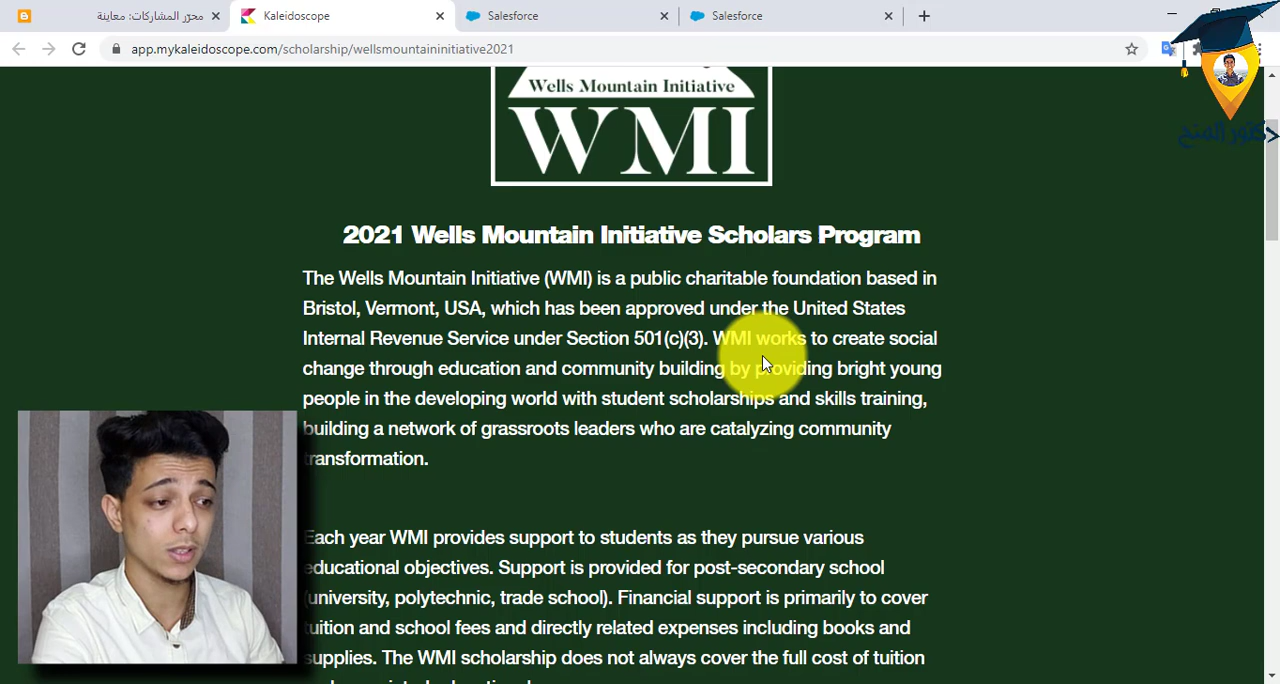 محرّر المشاركات: معاينة
Kaleidoscope
Salesforce
Salesforce
app.mykaleidoscope.com/scholarship/wellsmountaininitiative2021
دكتور المنح
Wells Mountain Initiative
WMI
2021 Wells Mountain Initiative Scholars Program
The Wells Mountain Initiative (WMI) is a public charitable foundation based in
Bristol, Vermont, USA, which has been approved under the United States
Internal Revenue Service under Section 501(c)(3). WMI works to create social
change through education and community building by providing bright young
people in the developing world with student scholarships and skills training,
building a network of grassroots leaders who are catalyzing community
transformation.
Each year WMI provides support to students as they pursue various
educational objectives. Support is provided for post-secondary school
(university, polytechnic, trade school). Financial support is primarily to cover
tuition and school fees and directly related expenses including books and
supplies. The WMI scholarship does not always cover the full cost of tuition